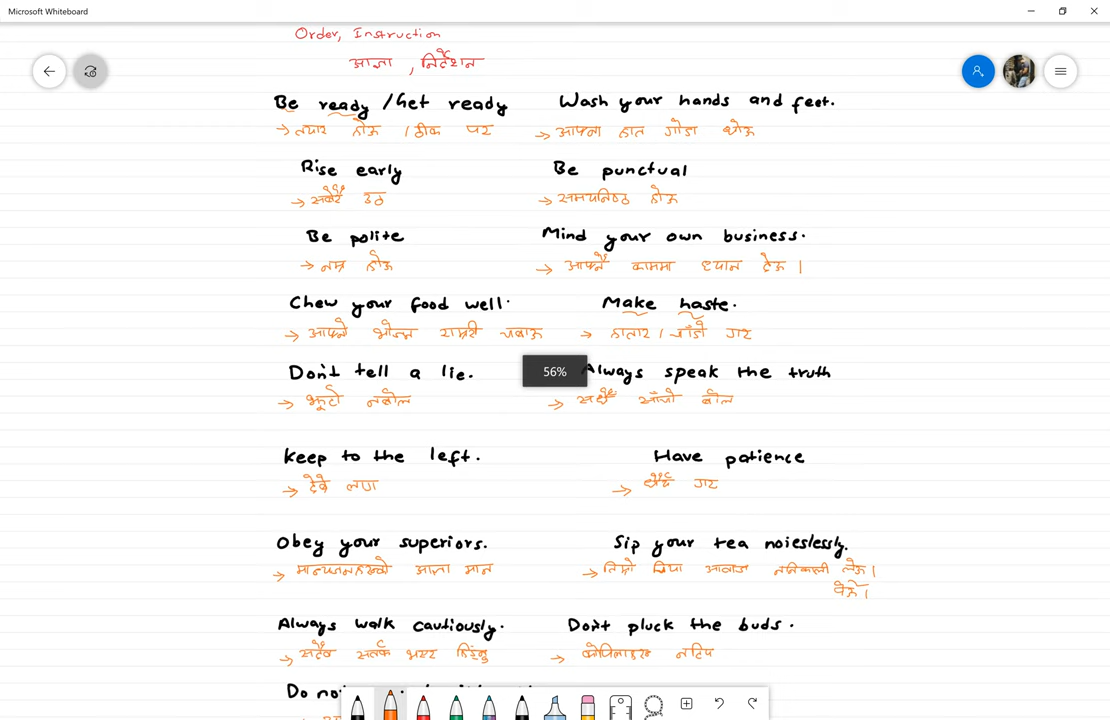 Microsoft Whiteboard
Order, Instruction
आज्ञा , निर्देशन
Be ready / Get ready
Wash your hands and feet.
→ तयार होऊ / ठीक पर
→ आफ्ना हात गोडा धोऊ
Rise early
Be punctual
→ सबेरै उठ
→ समयनिष्ठ होऊ
Be polite
Mind your own business.
→ नम्र होऊ
→ आफ्नै काममा ध्यान देऊ ।
Chew your food well.
Make haste.
→ आफ्नो भोजन राम्ररी चबाऊ
→ हतार / चाँडो गर
Don't tell a lie.
56%
Always speak the truth
→ झूटो नबोल
→ सधैं साँचो बोल
Keep to the left.
Have patience
→ देब्रे लाग
→ धैर्य गर
Obey your superiors.
Sip your tea noieslessly.
→ मान्यजनहरुको आज्ञा मान
→ तिम्रो चिया आवाज ननिकाली लेऊ ।
पिऊ ।
Always walk cautiously.
Don't pluck the buds.
→ सदैव सतर्क भएर हिंड्नु
→ कोपिलाहरु नटिप
Do no